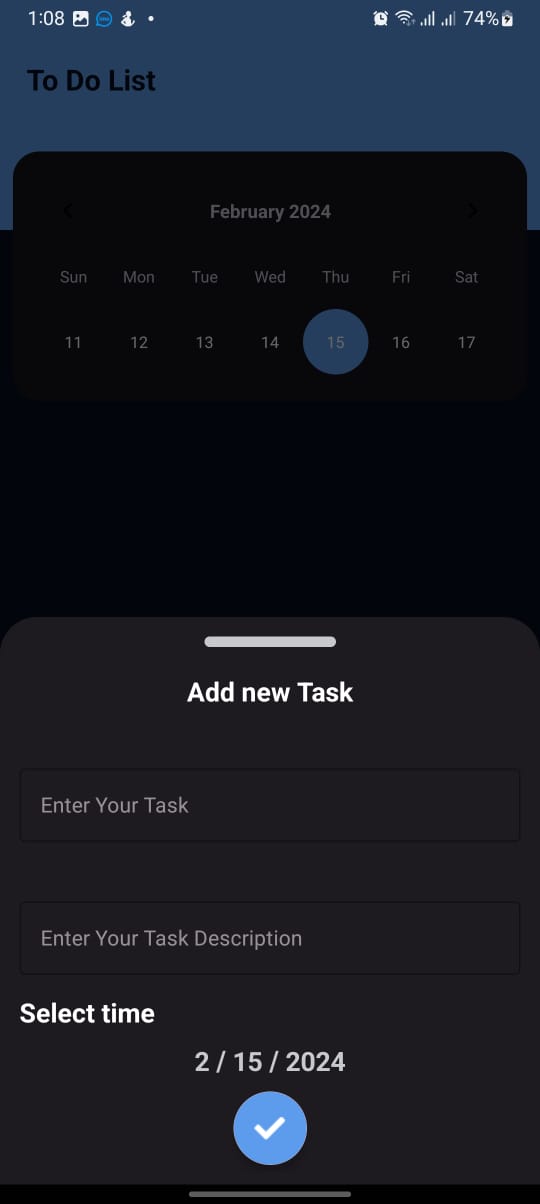 1:08 74%
To Do List
February 2024
Sun Mon Tue Wed Thu Fri Sat
11 12 13 14 15 16 17
Add new Task
Enter Your Task
Enter Your Task Description
Select time
2 / 15 / 2024